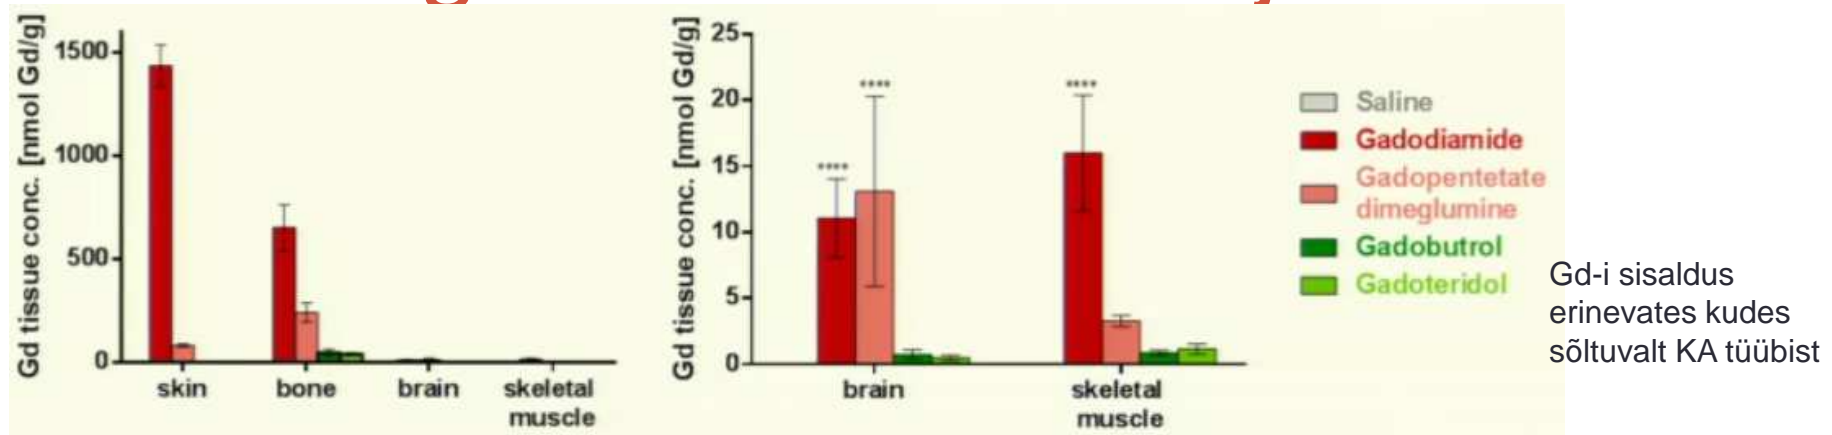 Gd tissue conc. [nmol Gd/g]
1500
1000
500
0
skin
bone
brain
skeletal
muscle
Gd tissue conc. [nmol Gd/g]
25
20
15
10
5
0
****
****
****
brain
skeletal
muscle
Saline
Gadodiamide
Gadopentetate
dimeglumine
Gadobutrol
Gadoteridol
Gd-i sisaldus
erinevates kudes
sõltuvalt KA tüübist